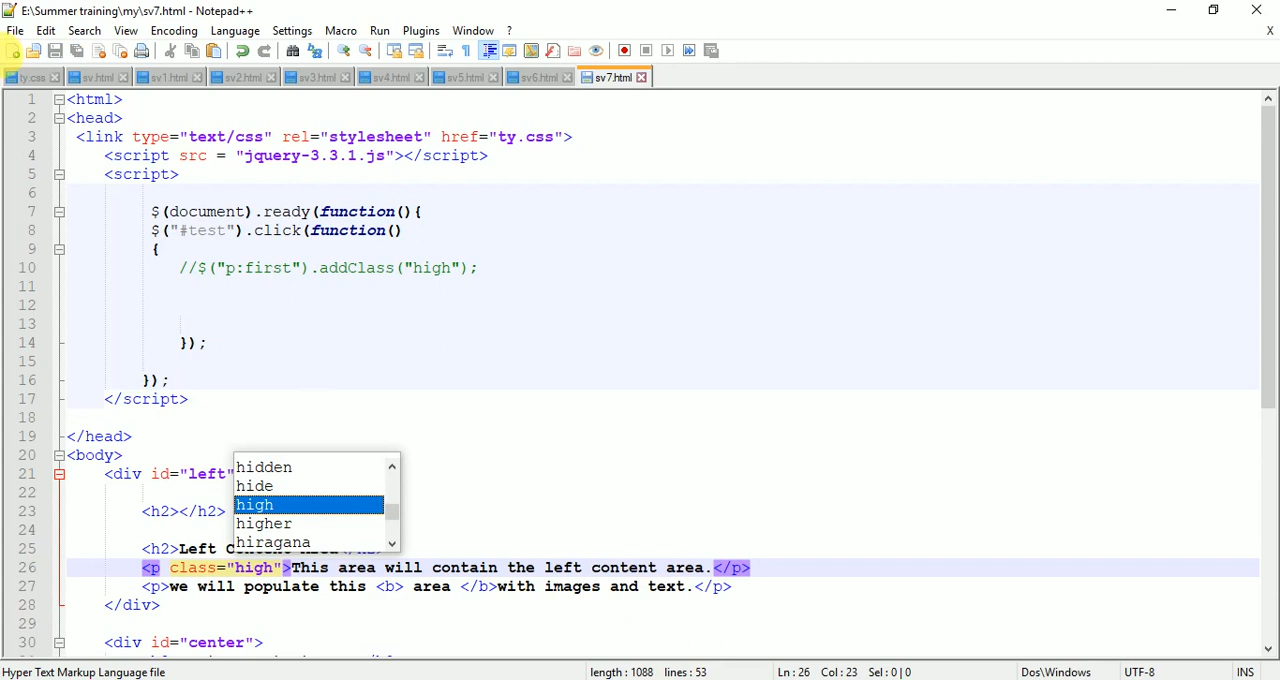 E:\Summer training\my\sv7.html - Notepad++
File Edit Search View Encoding Language Settings Macro Run Plugins Window ? X
ty.css sv.html sv1.html sv2.html sv3.html sv4.html sv5.html sv6.html sv7.html
1 <html>
2 <head>
3 <link type="text/css" rel="stylesheet" href="ty.css">
4 <script src = "jquery-3.3.1.js"></script>
5 <script>
6
7 $(document).ready(function(){
8 $("#test").click(function()
9 {
10 //$("p:first").addClass("high");
11
12
13
14 });
15
16 });
17 </script>
18
19 </head>
20 <body>
21 <div id="left"
22
23 <h2></h2>
24
25 <h2>Left
26 <p class="high">This area will contain the left content area.</p>
27 <p>we will populate this <b> area </b>with images and text.</p>
28 </div>
29
30 <div id="center">
hidden
hide
high
higher
hiragana
Hyper Text Markup Language file length : 1088 lines : 53 Ln : 26 Col : 23 Sel : 0 | 0 Dos\Windows UTF-8 INS